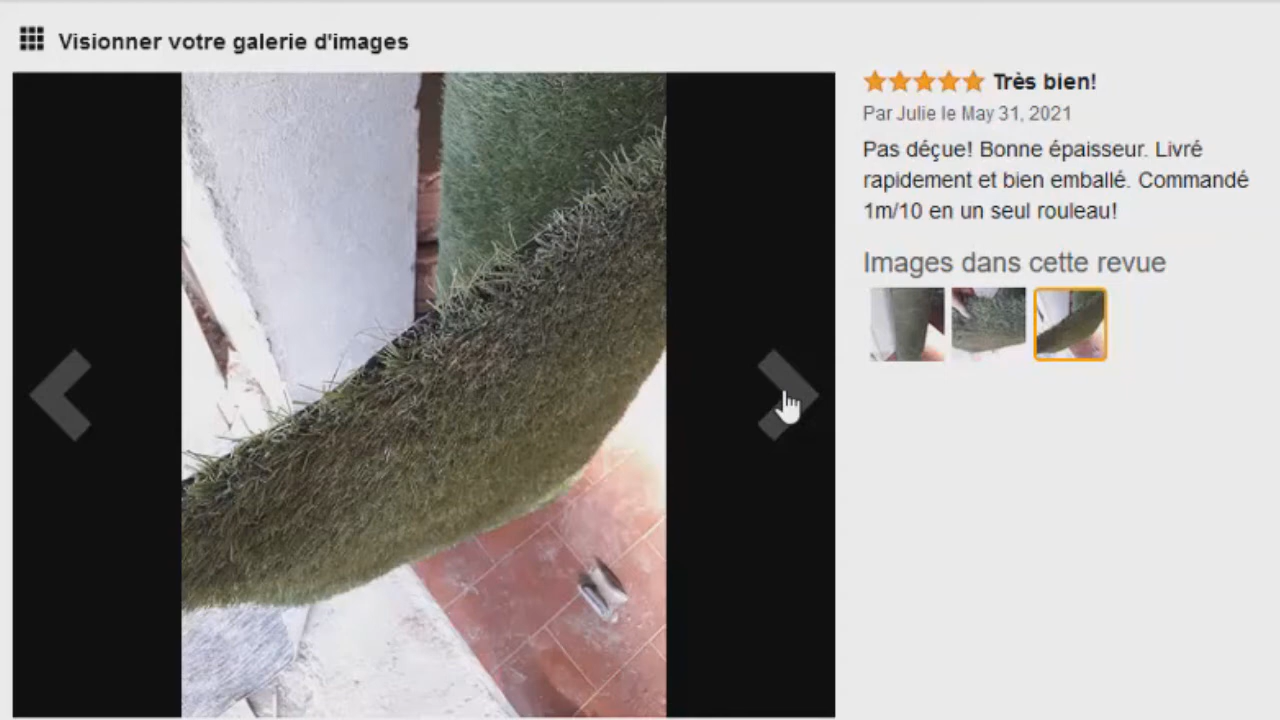 Visionner votre galerie d'images
Très bien!
Par Julie le May 31, 2021
Pas déçue! Bonne épaisseur. Livré
rapidement et bien emballé. Commandé
1m/10 en un seul rouleau!
Images dans cette revue